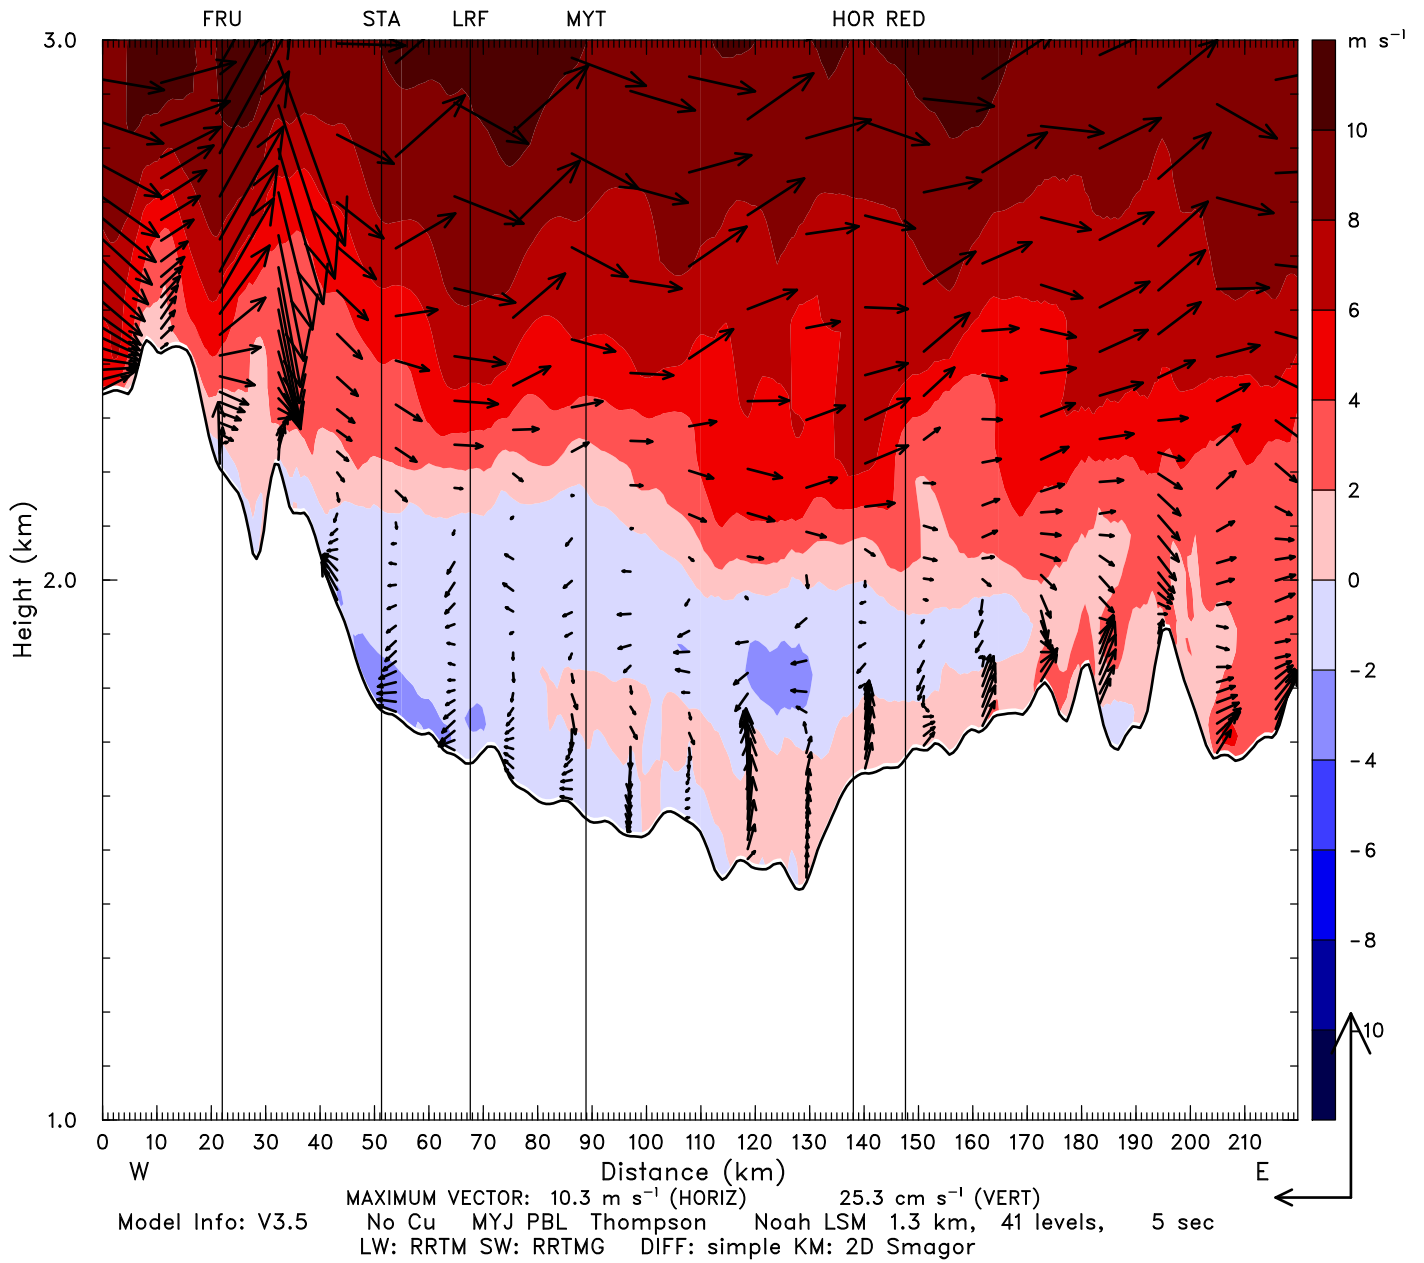 FRU STA LRF MYT HOR RED
3.0
m s⁻¹
10
8
6
4
2
2.0
0
-2
-4
-6
-8
-10
Height (km)
1.0
0 10 20 30 40 50 60 70 80 90 100 110 120 130 140 150 160 170 180 190 200 210
W Distance (km) E
MAXIMUM VECTOR: 10.3 m s⁻¹ (HORIZ) 25.3 cm s⁻¹ (VERT)
Model Info: V3.5 No Cu MYJ PBL Thompson Noah LSM 1.3 km, 41 levels, 5 sec
LW: RRTM SW: RRTMG DIFF: simple KM: 2D Smagor